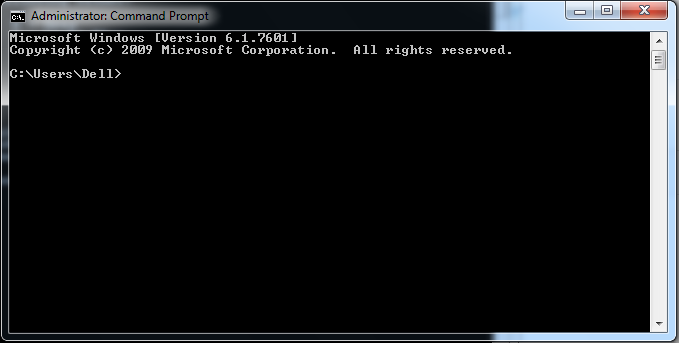 Administrator: Command Prompt
Microsoft Windows [Version 6.1.7601]
Copyright (c) 2009 Microsoft Corporation.  All rights reserved.
C:\Users\Dell>